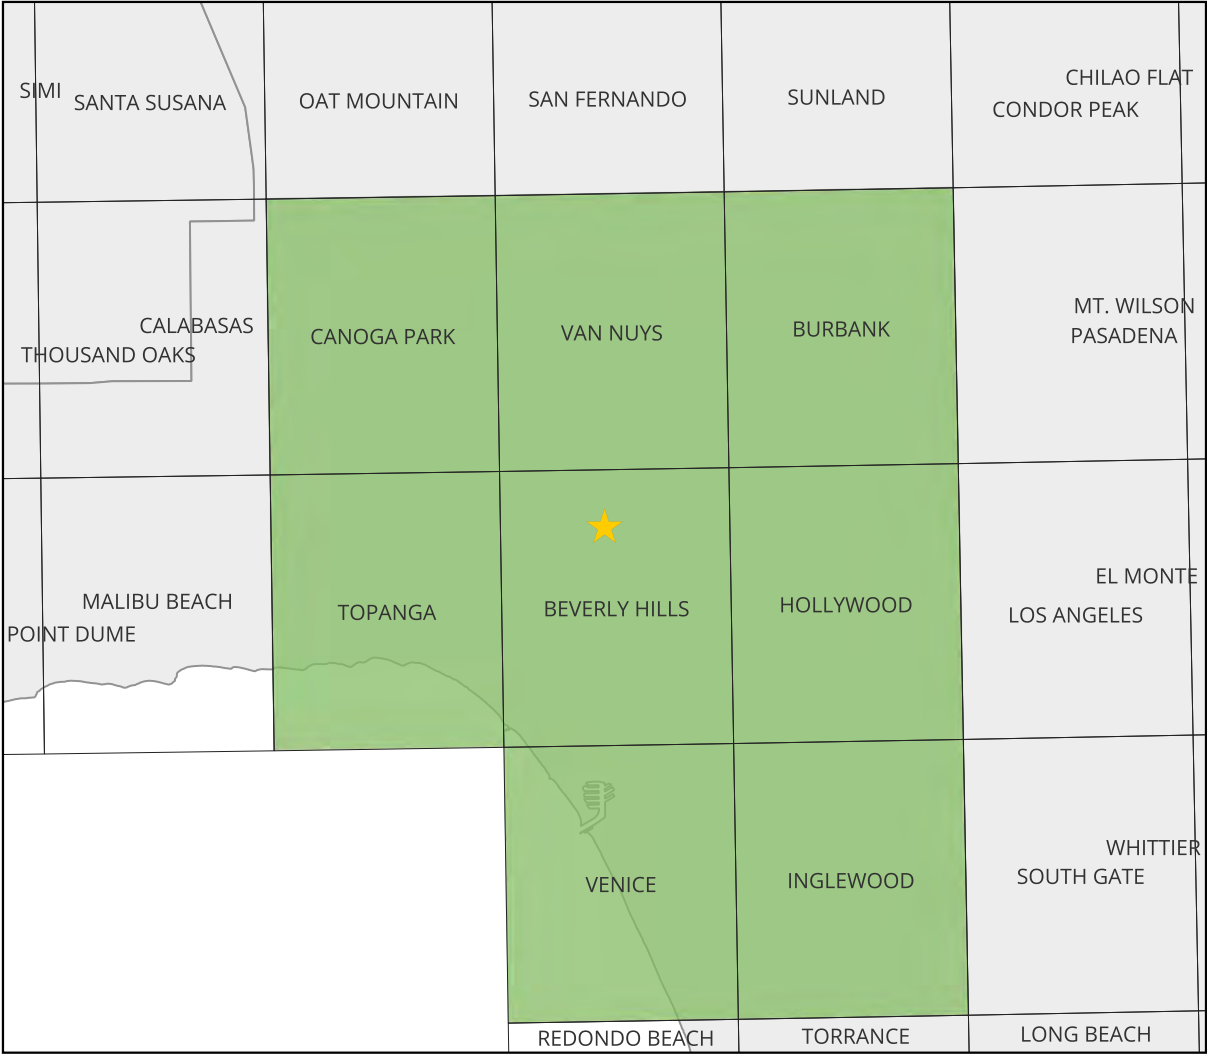 SIMI
SANTA SUSANA
OAT MOUNTAIN
SAN FERNANDO
SUNLAND
CHILAO FLAT
CONDOR PEAK
CALABASAS
THOUSAND OAKS
CANOGA PARK
VAN NUYS
BURBANK
MT. WILSON
PASADENA
MALIBU BEACH
POINT DUME
TOPANGA
BEVERLY HILLS
HOLLYWOOD
EL MONTE
LOS ANGELES
VENICE
INGLEWOOD
WHITTIER
SOUTH GATE
REDONDO BEACH
TORRANCE
LONG BEACH